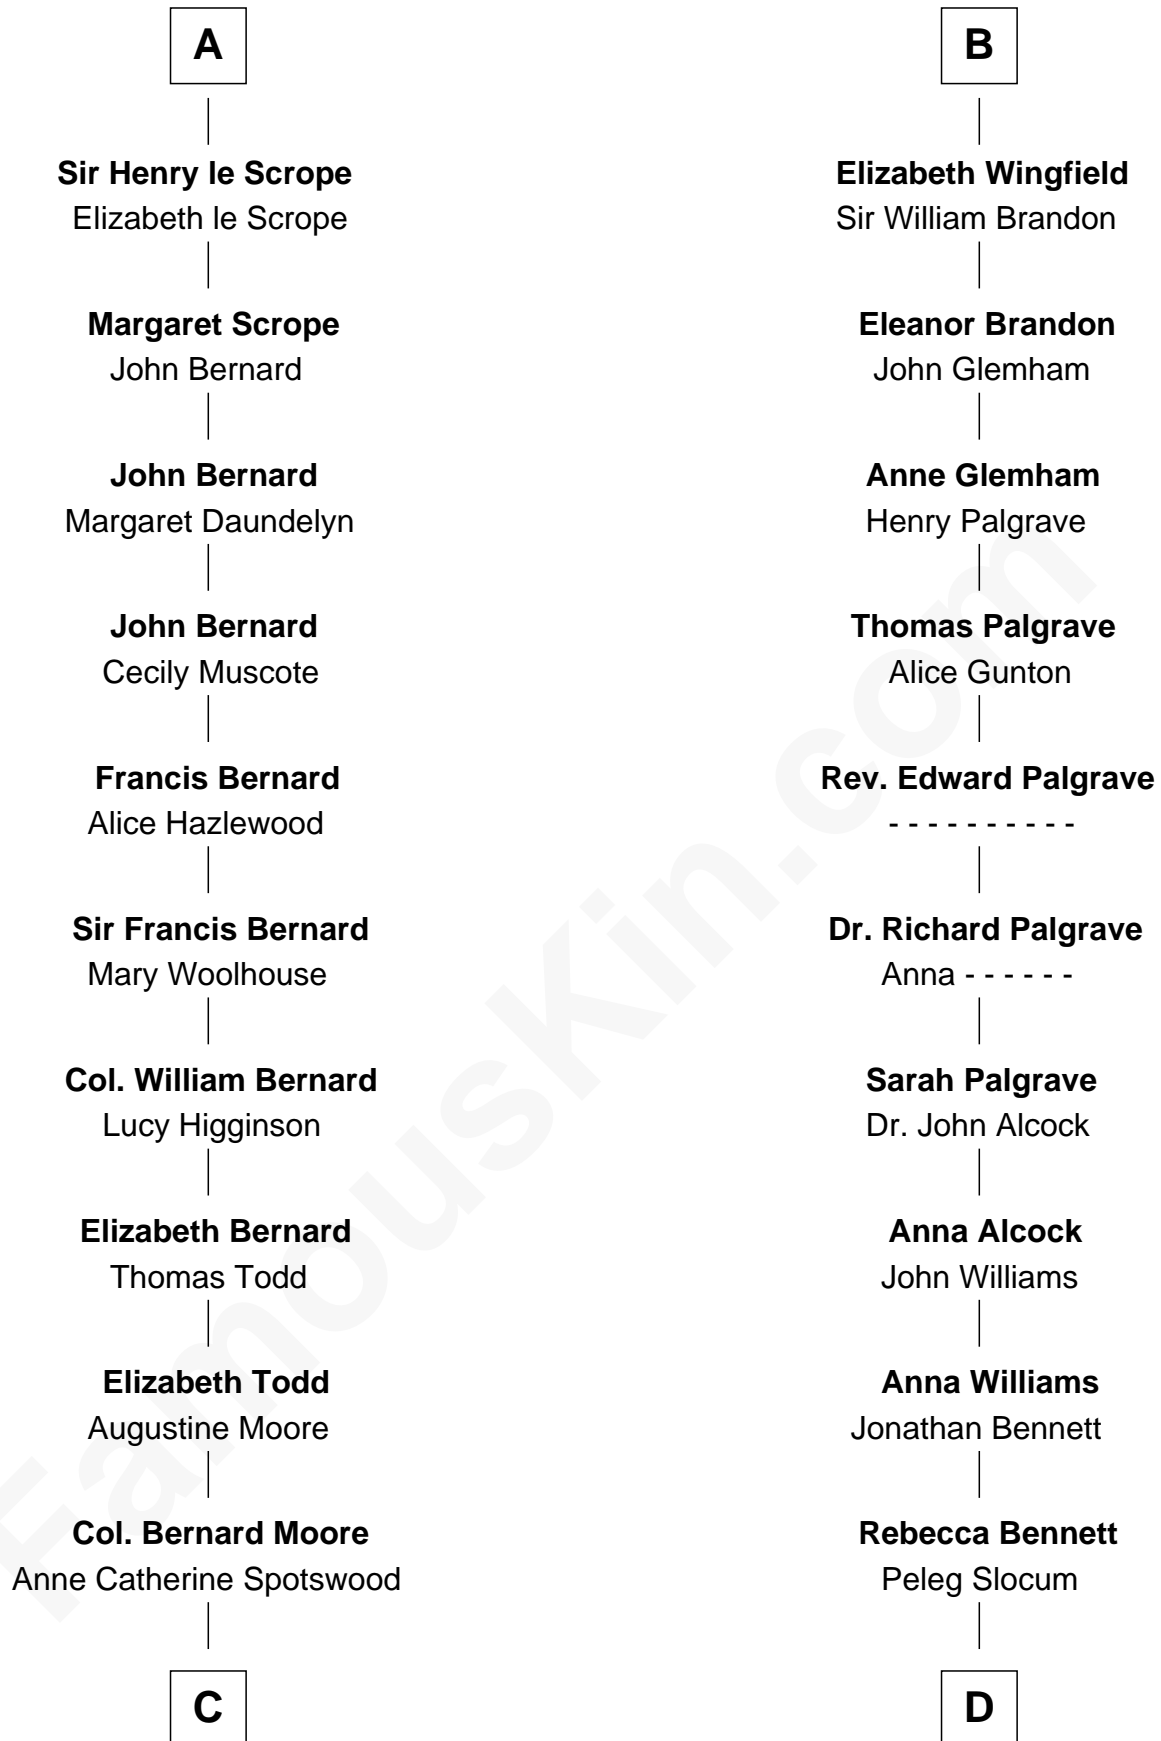 A
Sir Henry le Scrope
Elizabeth le Scrope
Margaret Scrope
John Bernard
John Bernard
Margaret Daundelyn
John Bernard
Cecily Muscote
Francis Bernard
Alice Hazlewood
Sir Francis Bernard
Mary Woolhouse
Col. William Bernard
Lucy Higginson
Elizabeth Bernard
Thomas Todd
Elizabeth Todd
Augustine Moore
Col. Bernard Moore
Anne Catherine Spotswood
C
B
Elizabeth Wingfield
Sir William Brandon
Eleanor Brandon
John Glemham
Anne Glemham
Henry Palgrave
Thomas Palgrave
Alice Gunton
Rev. Edward Palgrave
- - - - - - - - - -
Dr. Richard Palgrave
Anna - - - - - -
Sarah Palgrave
Dr. John Alcock
Anna Alcock
John Williams
Anna Williams
Jonathan Bennett
Rebecca Bennett
Peleg Slocum
D
FamousKin.com